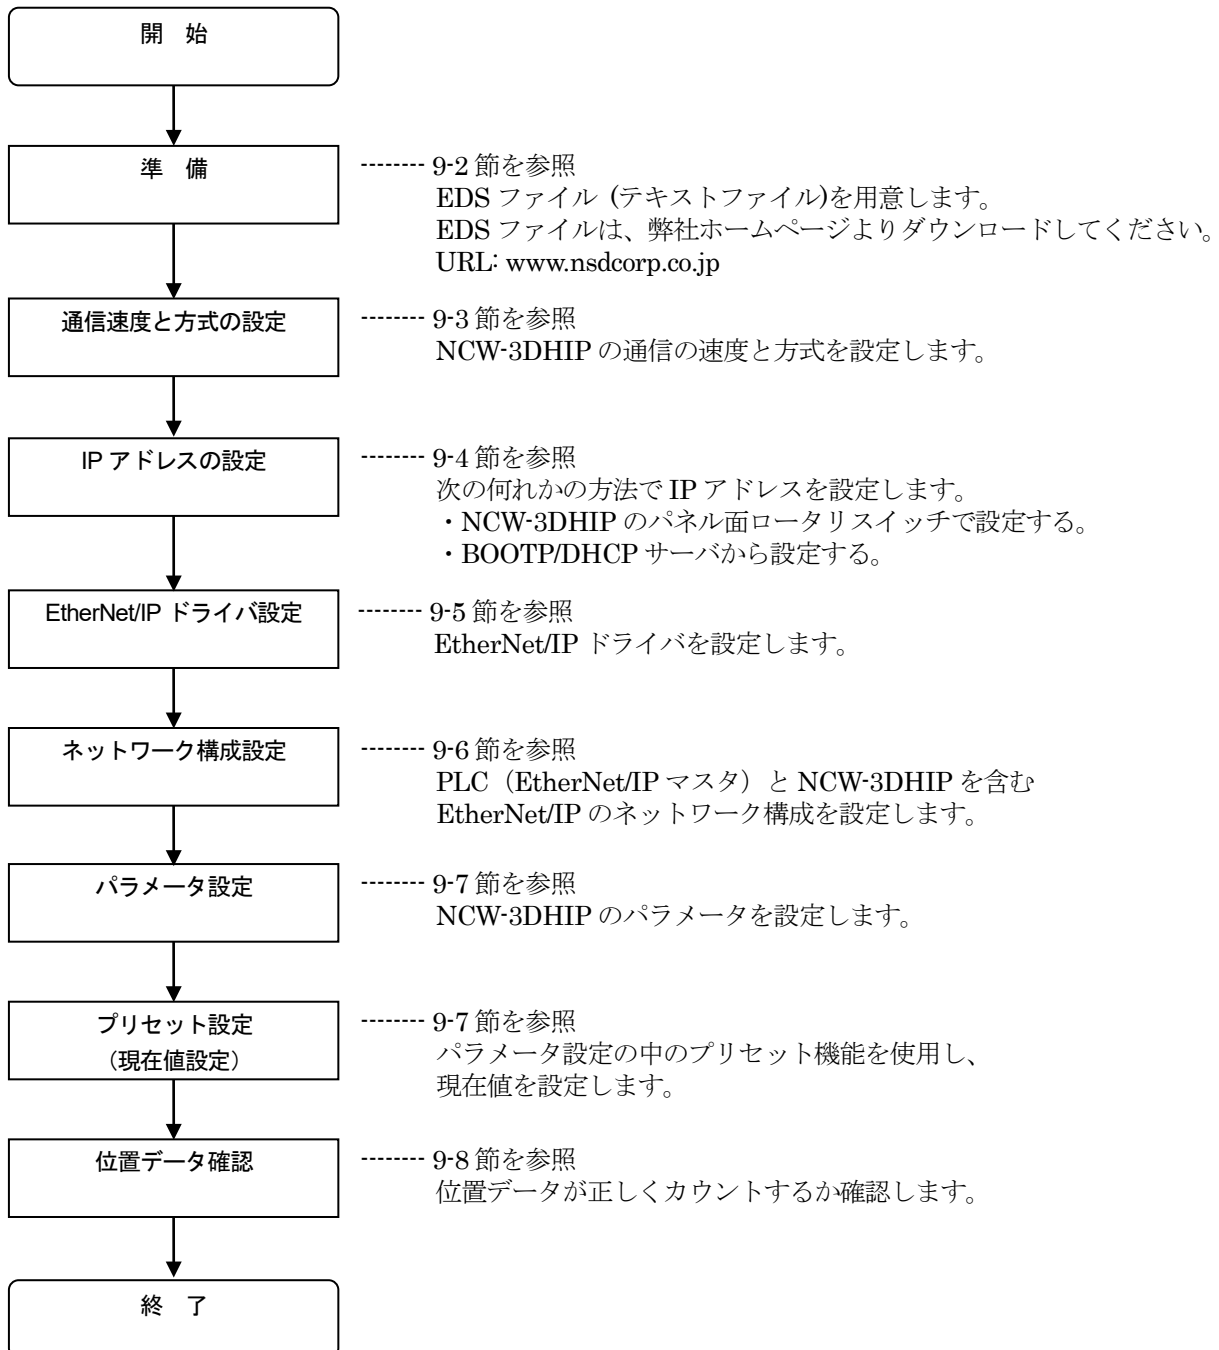 開 始
準 備
-------- 9-2 節を参照
EDS ファイル (テキストファイル)を用意します。
EDS ファイルは、弊社ホームページよりダウンロードしてください。
URL: www.nsdcorp.co.jp
通信速度と方式の設定
-------- 9-3 節を参照
NCW-3DHIP の通信の速度と方式を設定します。
IP アドレスの設定
-------- 9-4 節を参照
次の何れかの方法で IP アドレスを設定します。
・NCW-3DHIP のパネル面ロータリスイッチで設定する。
・BOOTP/DHCP サーバから設定する。
EtherNet/IP ドライバ設定
-------- 9-5 節を参照
EtherNet/IP ドライバを設定します。
ネットワーク構成設定
-------- 9-6 節を参照
PLC（EtherNet/IP マスタ）と NCW-3DHIP を含む
EtherNet/IP のネットワーク構成を設定します。
パラメータ設定
-------- 9-7 節を参照
NCW-3DHIP のパラメータを設定します。
プリセット設定
（現在値設定）
-------- 9-7 節を参照
パラメータ設定の中のプリセット機能を使用し、
現在値を設定します。
位置データ確認
-------- 9-8 節を参照
位置データが正しくカウントするか確認します。
終 了